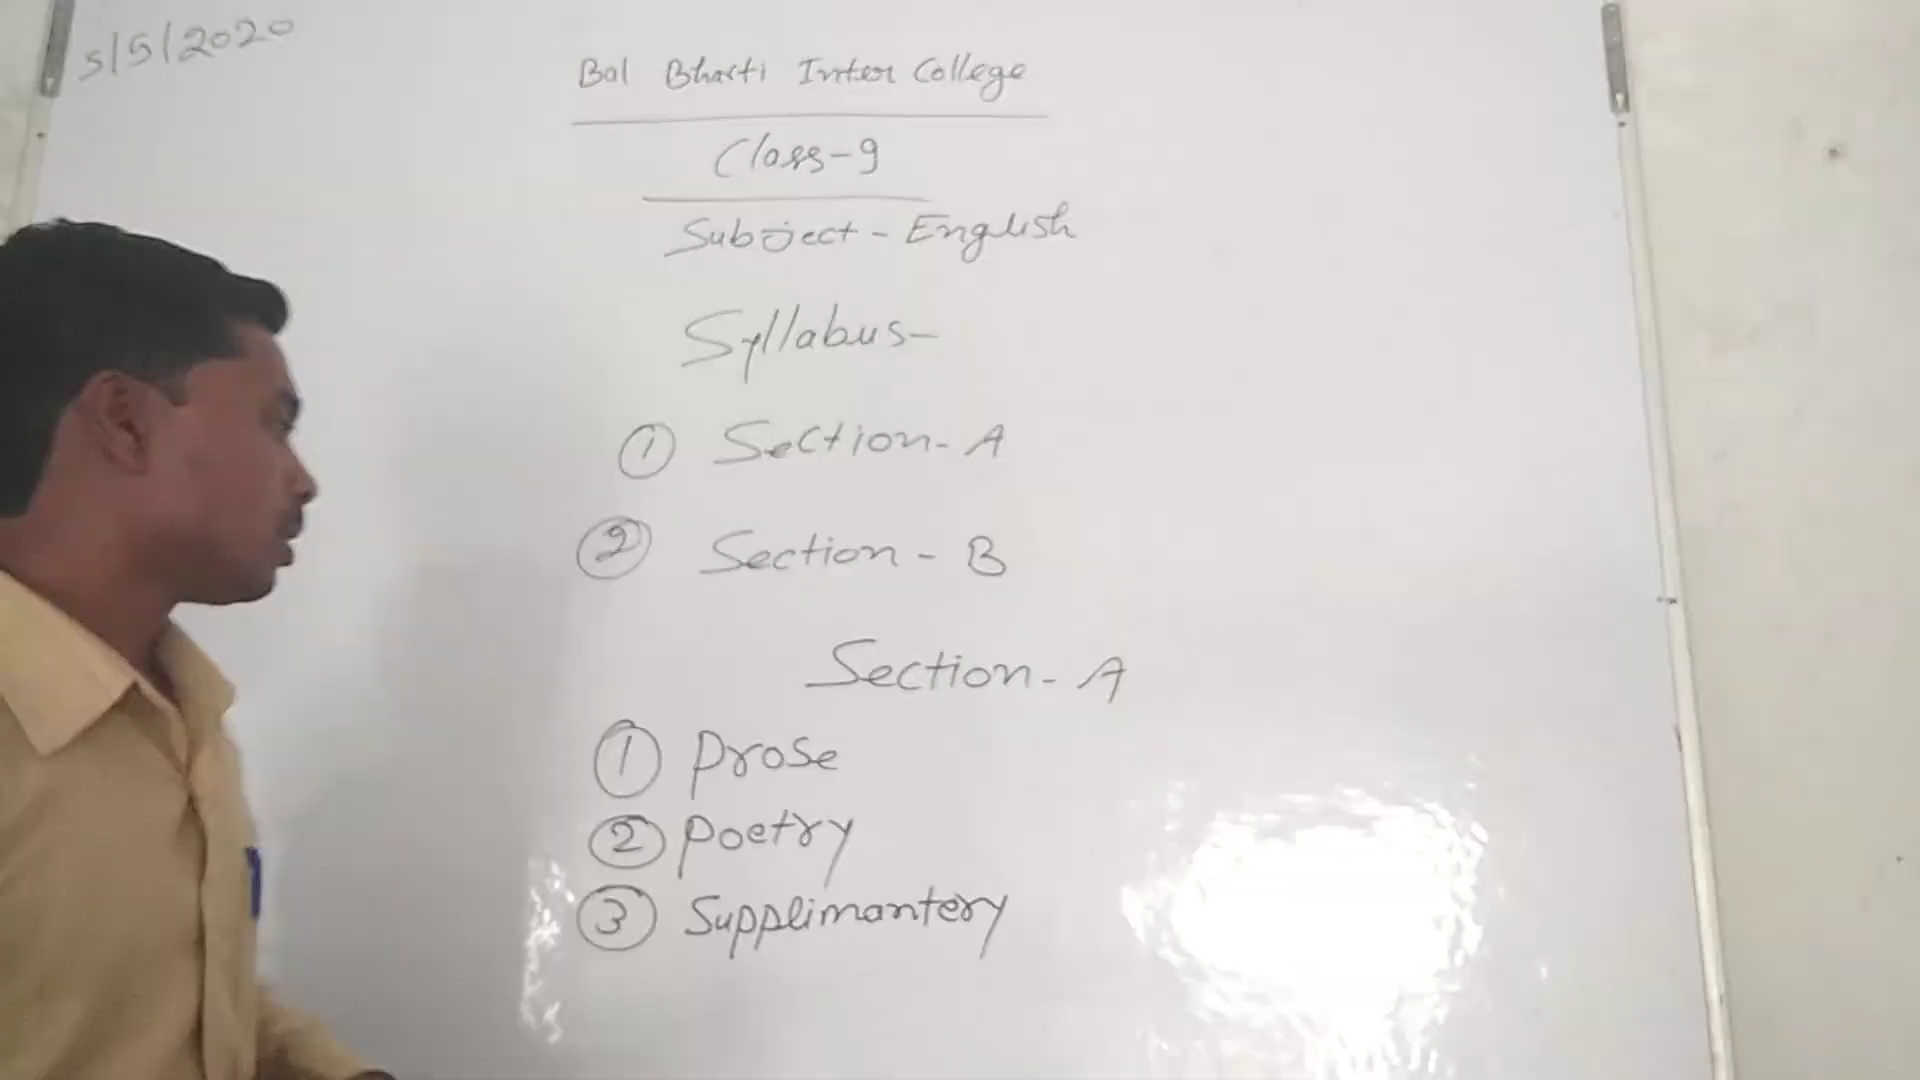 5/5/2020
Bal Bharti Inter College
Class-9
Subject - English
Syllabus-
① Section- A
② Section - B
Section- A
① Prose
② Poetry
③ Supplimantery